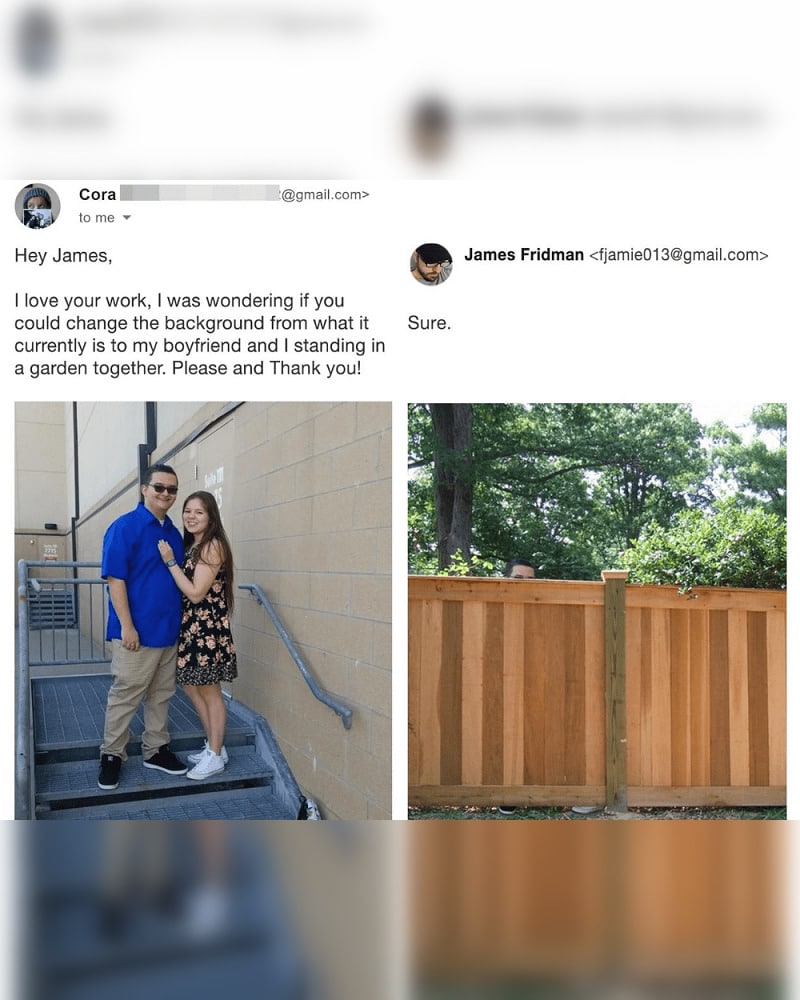 Cora @gmail.com>
to me
Hey James,
I love your work, I was wondering if you
could change the background from what it
currently is to my boyfriend and I standing in
a garden together. Please and Thank you!
James Fridman <fjamie013@gmail.com>
Sure.